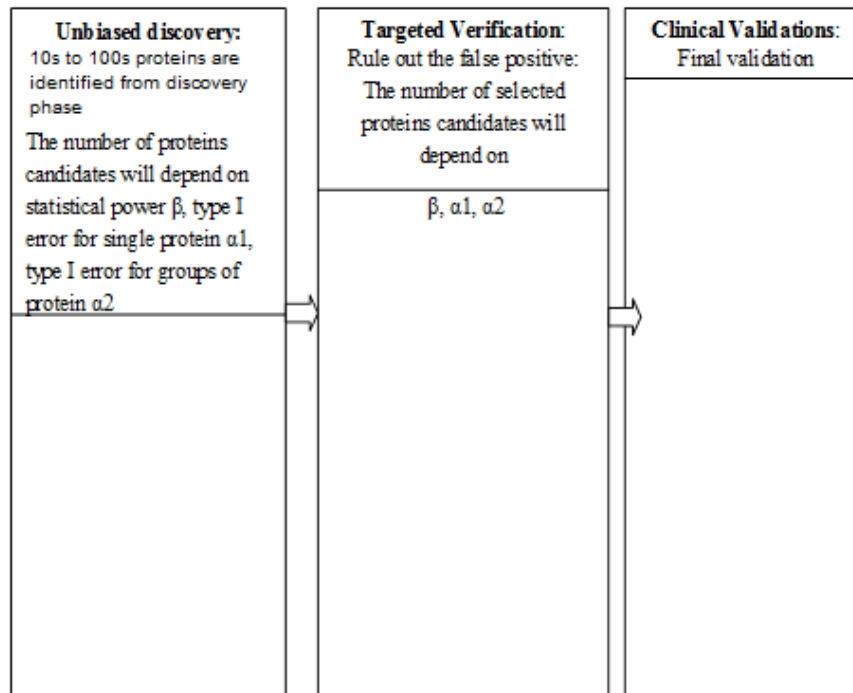 Unbiased discovery:
10s to 100s proteins are
identified from discovery
phase
The number of proteins
candidates will depend on
statistical power β, type I
error for single protein α1,
type I error for groups of
protein α2
Targeted Verification:
Rule out the false positive:
The number of selected
proteins candidates will
depend on
β, α1, α2
Clinical Validations:
Final validation